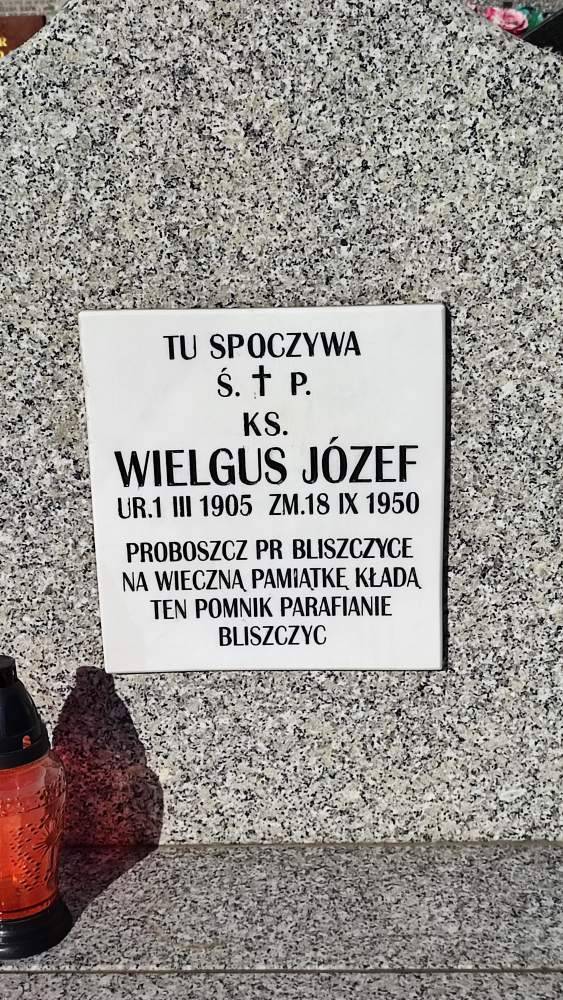 TU SPOCZYWA
Ś. ✝ P.
KS.
WIELGUS JÓZEF
UR.1 III 1905 ZM.18 IX 1950
PROBOSZCZ PR BLISZCZYCE
NA WIECZNĄ PAMIĄTKĘ KŁADĄ
TEN POMNIK PARAFIANIE
BLISZCZYC